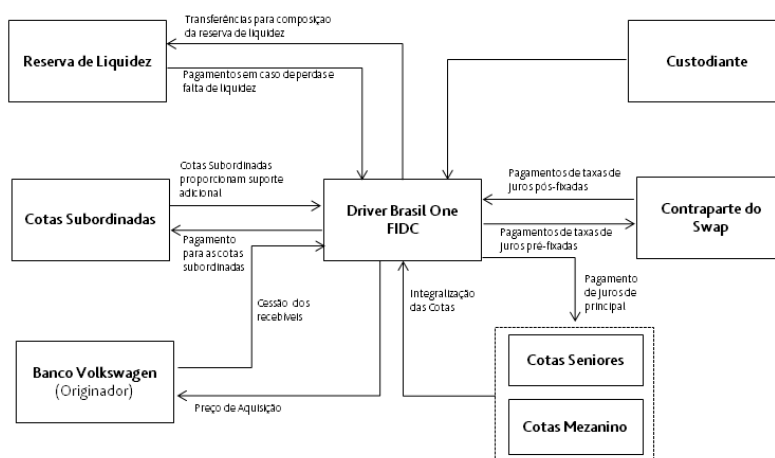 Transferências para composição
da reserva de liquidez
Reserva de Liquidez
Pagamentos em caso de perdas e
falta de liquidez
Custodiante
Cotas Subordinadas
proporcionam suporte
adicional
Cotas Subordinadas
Pagamento
para as cotas
subordinadas
Driver Brasil One
FIDC
Pagamentos de taxas de
juros pós-fixadas
Pagamentos de taxas de
juros pré-fixadas
Contraparte do
Swap
Cessão dos
recebíveis
Integralização
das Cotas
Pagamento
de juros de
principal
Banco Volkswagen
(Originador)
Preço de Aquisição
Cotas Seniores
Cotas Mezanino